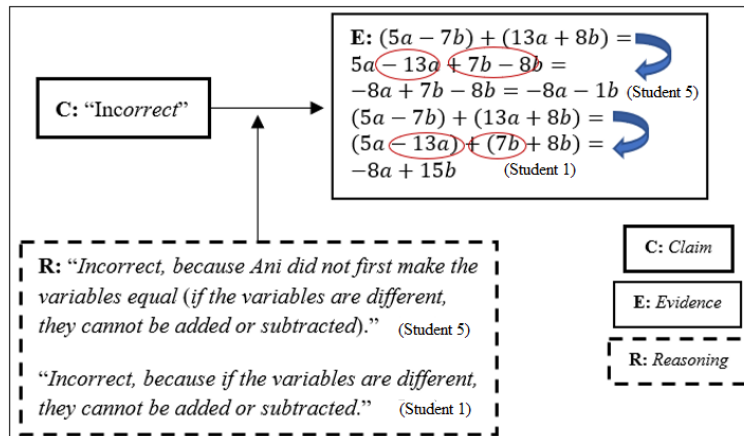 E: (5a − 7b) + (13a + 8b) =
5a − 13a + 7b − 8b =
−8a + 7b − 8b = −8a − 1b (Student 5)
(5a − 7b) + (13a + 8b) =
(5a − 13a) + (7b + 8b) =
−8a + 15b (Student 1)
C: “Incorrect”
R: “Incorrect, because Ani did not first make the
variables equal (if the variables are different,
they cannot be added or subtracted).” (Student 5)
“Incorrect, because if the variables are different,
they cannot be added or subtracted.” (Student 1)
C: Claim
E: Evidence
R: Reasoning